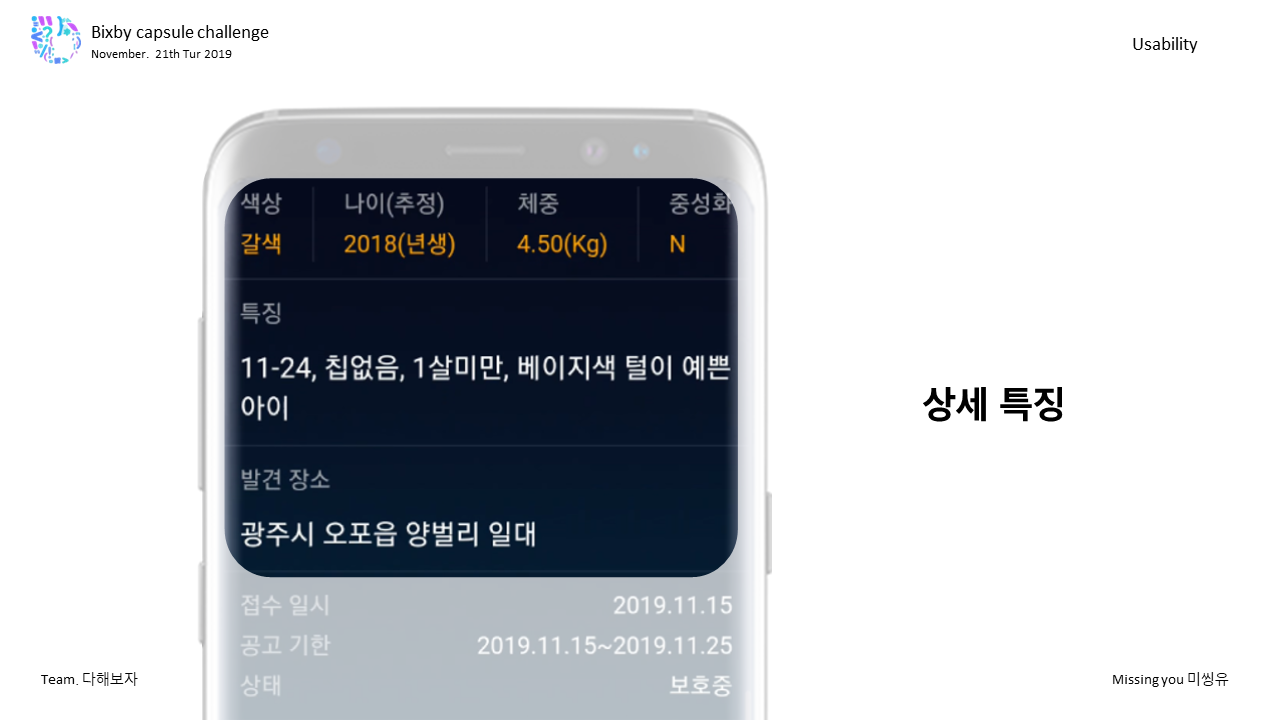 Bixby capsule challenge
November. 21th Tur 2019
Usability
색상 나이(추정) 체중 중성화
갈색 2018(년생) 4.50(Kg) N
특징
11-24, 칩없음, 1살미만, 베이지색 털이 예쁜
아이
발견 장소
광주시 오포읍 양벌리 일대
상세 특징
접수 일시 2019.11.15
공고 기한 2019.11.15~2019.11.25
상태 보호중
Team. 다해보자
Missing you 미씽유